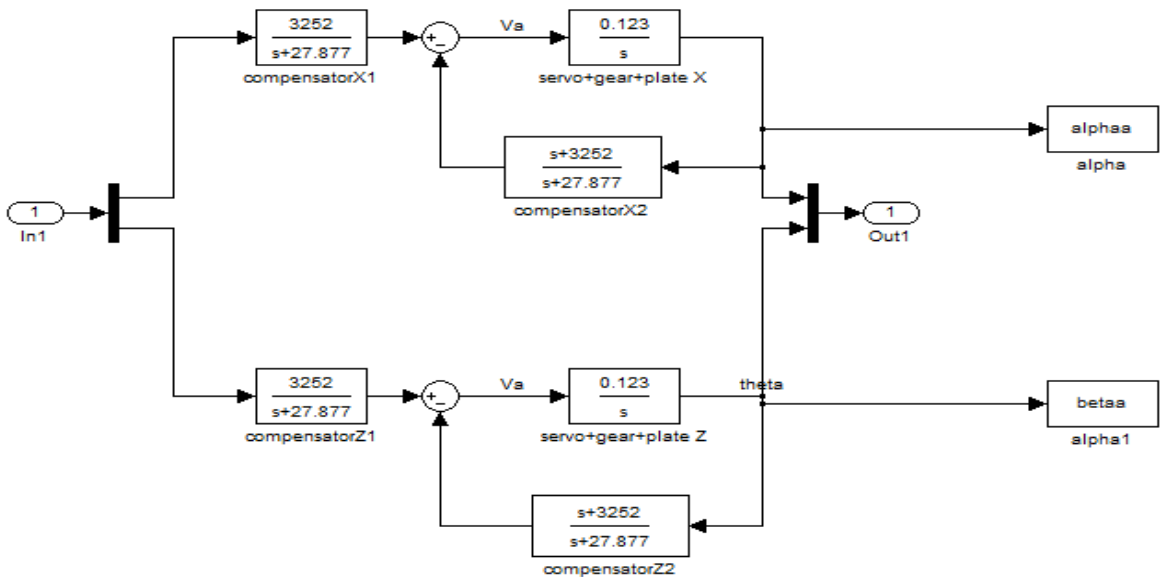 3252
s+27.877
compensatorX1
+
−
Va
0.123
s
servo+gear+plate X
s+3252
s+27.877
compensatorX2
alphaa
alpha
1
In1
1
Out1
3252
s+27.877
compensatorZ1
+
−
Va
0.123
s
servo+gear+plate Z
theta
s+3252
s+27.877
compensatorZ2
betaa
alpha1